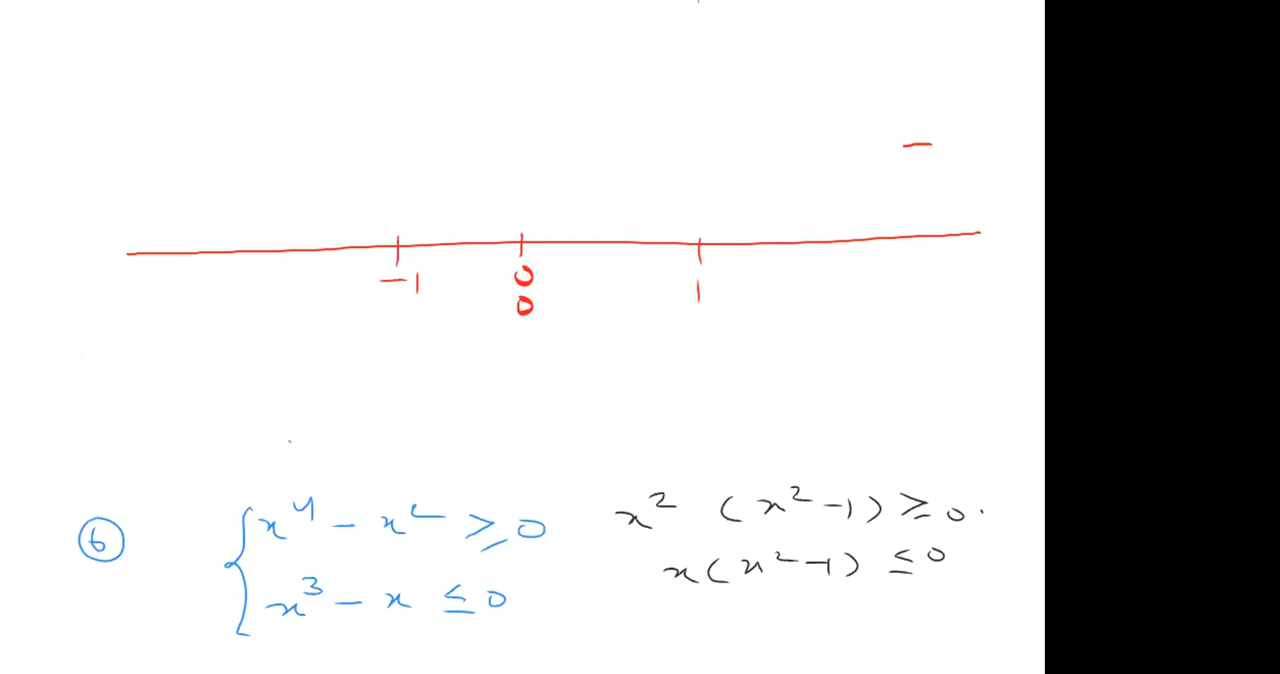 –
–1 0 1
0
⑥ { x⁴ – x² ≥ 0
x³ – x ≤ 0
x² (x² – 1) ≥ 0.
x(x² – 1) ≤ 0